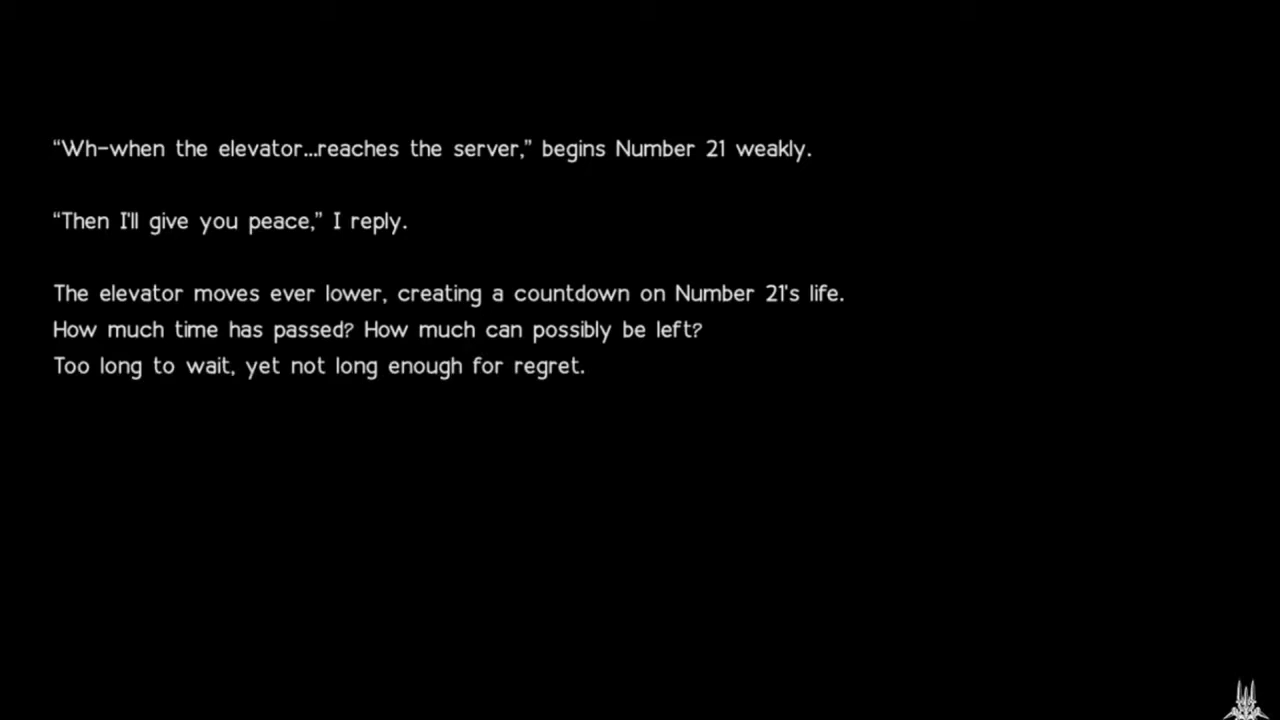 “Wh-when the elevator...reaches the server,” begins Number 21 weakly.
“Then I'll give you peace,” I reply.
The elevator moves ever lower, creating a countdown on Number 21's life.
How much time has passed? How much can possibly be left?
Too long to wait, yet not long enough for regret.